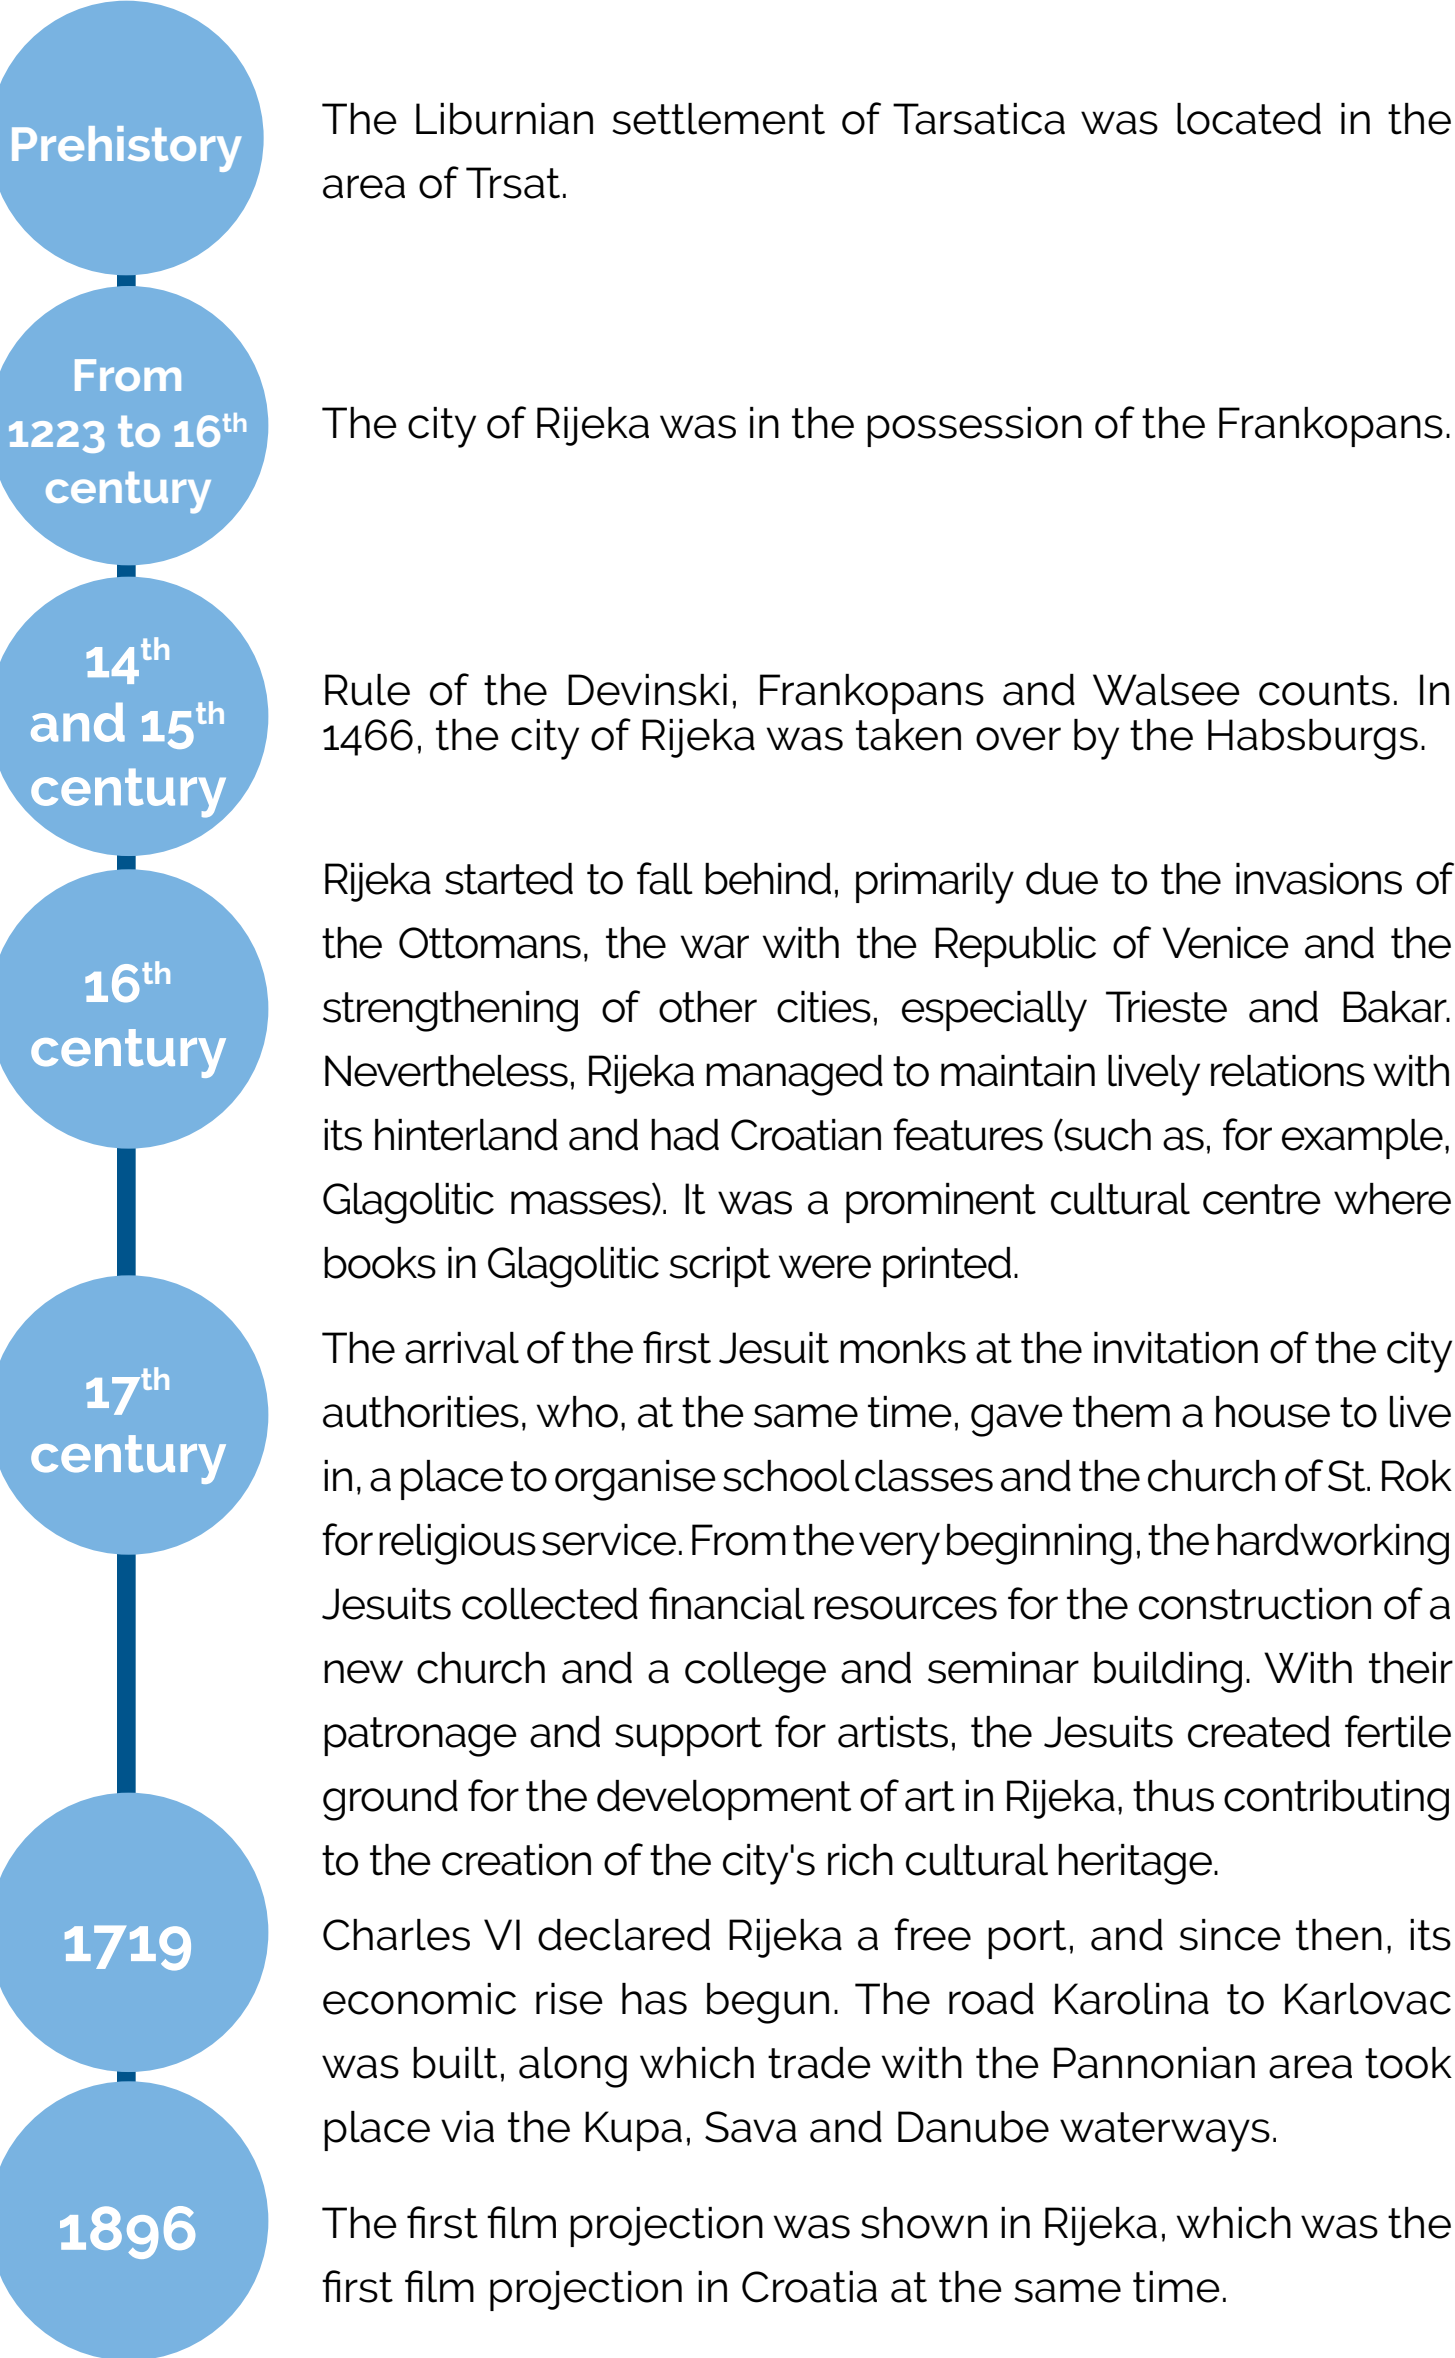 Prehistory
The Liburnian settlement of Tarsatica was located in the
area of Trsat.
From
1223 to 16th
century
The city of Rijeka was in the possession of the Frankopans.
14th
and 15th
century
Rule of the Devinski, Frankopans and Walsee counts. In
1466, the city of Rijeka was taken over by the Habsburgs.
16th
century
Rijeka started to fall behind, primarily due to the invasions of
the Ottomans, the war with the Republic of Venice and the
strengthening of other cities, especially Trieste and Bakar.
Nevertheless, Rijeka managed to maintain lively relations with
its hinterland and had Croatian features (such as, for example,
Glagolitic masses). It was a prominent cultural centre where
books in Glagolitic script were printed.
17th
century
The arrival of the first Jesuit monks at the invitation of the city
authorities, who, at the same time, gave them a house to live
in, a place to organise school classes and the church of St. Rok
for religious service. From the very beginning, the hardworking
Jesuits collected financial resources for the construction of a
new church and a college and seminar building. With their
patronage and support for artists, the Jesuits created fertile
ground for the development of art in Rijeka, thus contributing
to the creation of the city's rich cultural heritage.
1719
Charles VI declared Rijeka a free port, and since then, its
economic rise has begun. The road Karolina to Karlovac
was built, along which trade with the Pannonian area took
place via the Kupa, Sava and Danube waterways.
1896
The first film projection was shown in Rijeka, which was the
first film projection in Croatia at the same time.